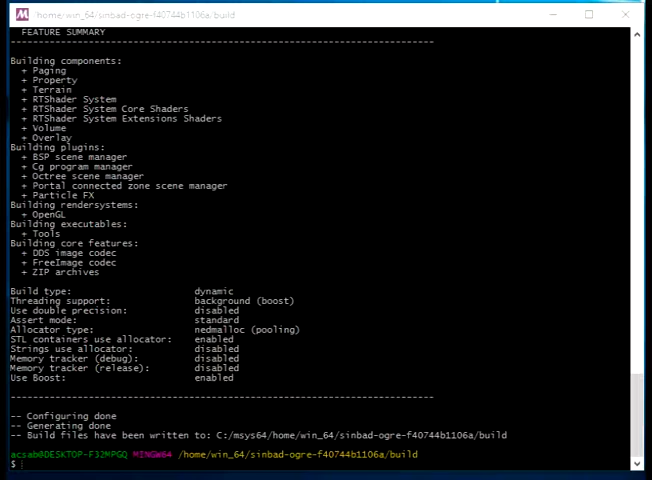 /home/win_64/sinbad-ogre-f40744b1106a/build
FEATURE SUMMARY
----------------------------------------------------------------------------
Building components:
+ Paging
+ Property
+ Terrain
+ RTShader System
+ RTShader System Core Shaders
+ RTShader System Extensions Shaders
+ Volume
+ Overlay
Building plugins:
+ BSP scene manager
+ Cg program manager
+ Octree scene manager
+ Portal connected zone scene manager
+ Particle FX
Building rendersystems:
+ OpenGL
Building executables:
+ Tools
Building core features:
+ DDS image codec
+ FreeImage codec
+ ZIP archives
Build type: dynamic
Threading support: background (boost)
Use double precision: disabled
Assert mode: standard
Allocator type: nedmalloc (pooling)
STL containers use allocator: enabled
Strings use allocator: disabled
Memory tracker (debug): disabled
Memory tracker (release): disabled
Use Boost: enabled
----------------------------------------------------------------------------
-- Configuring done
-- Generating done
-- Build files have been written to: C:/msys64/home/win_64/sinbad-ogre-f40744b1106a/build
acsab@DESKTOP-F32MPGQ MINGW64 /home/win_64/sinbad-ogre-f40744b1106a/build
$